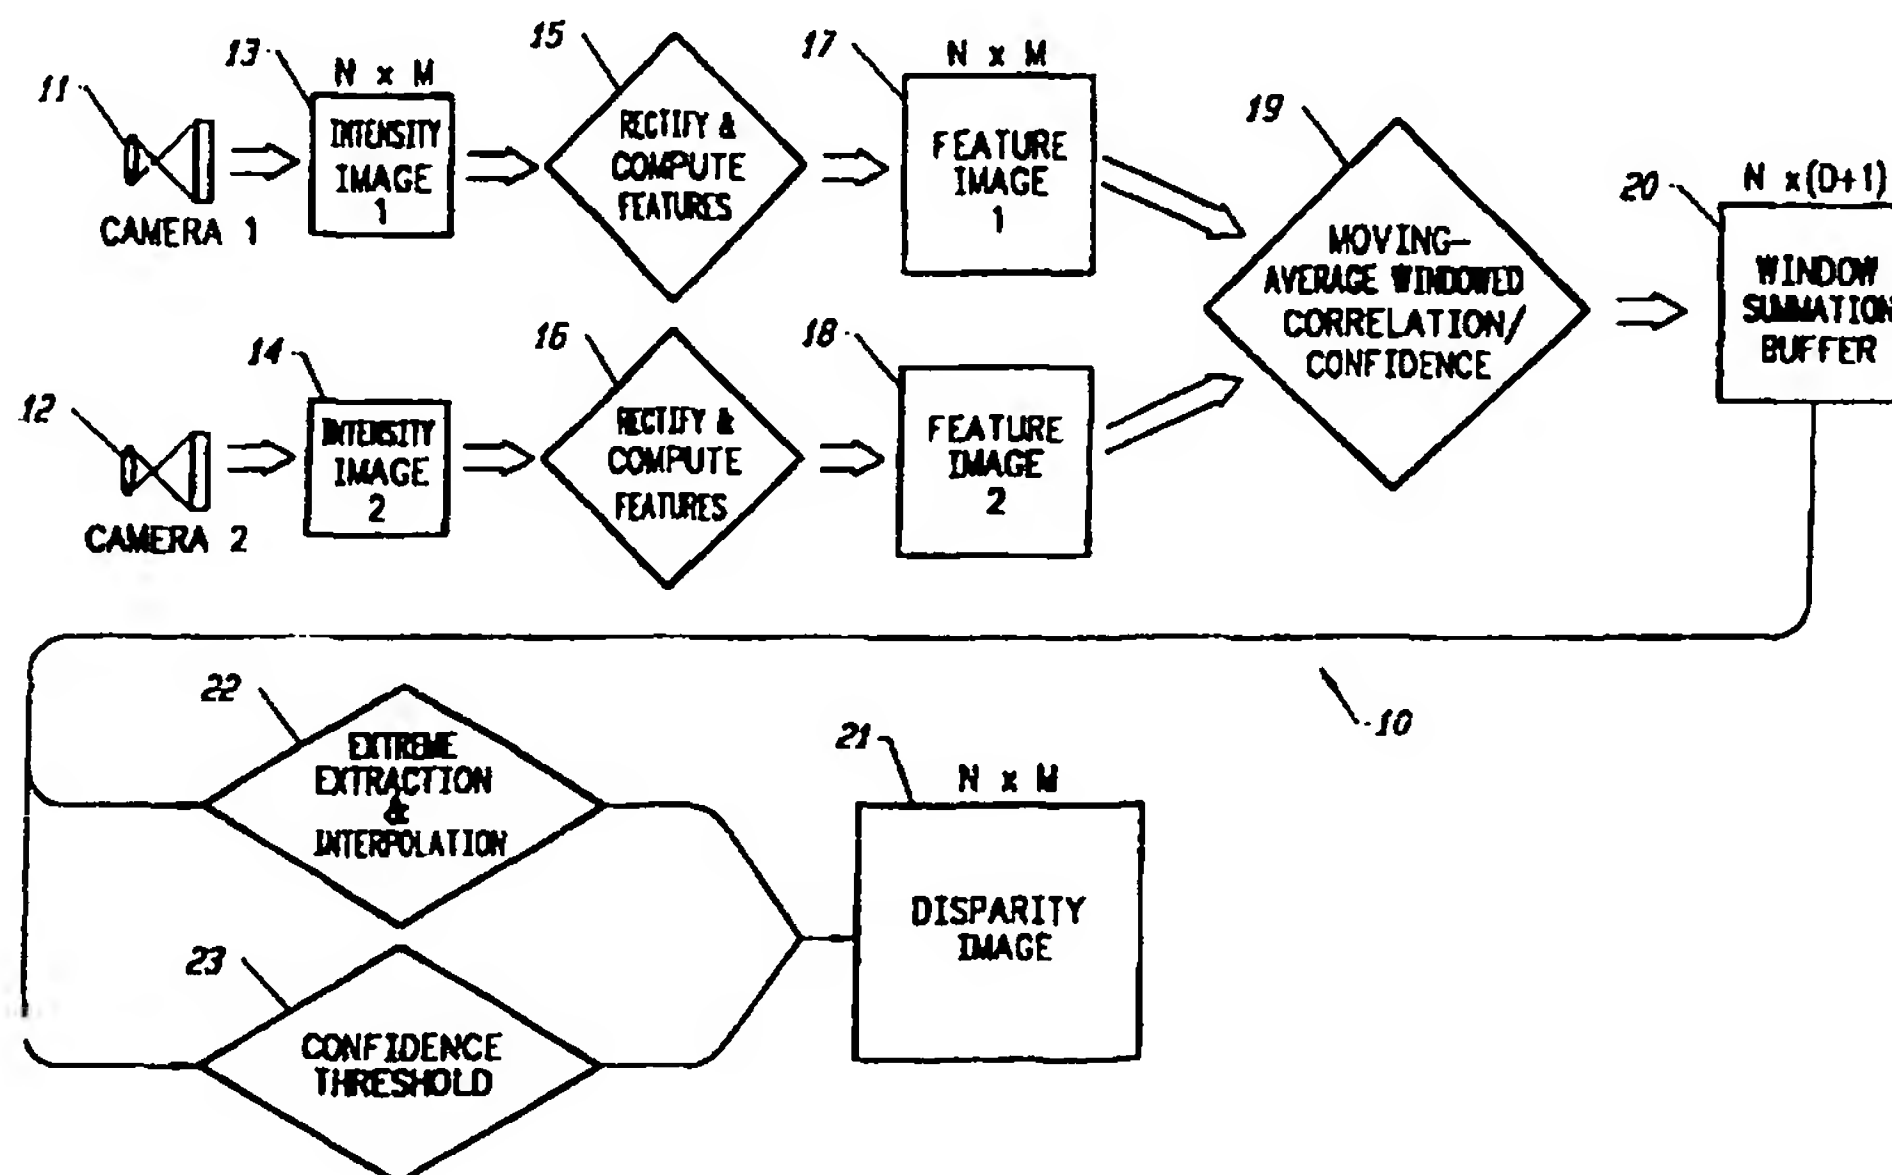 11
CAMERA 1
13
N x M
INTENSITY
IMAGE
1
15
RECTIFY &
COMPUTE
FEATURES
17
N x M
FEATURE
IMAGE
1
19
MOVING-
AVERAGE WINDOWED
CORRELATION/
CONFIDENCE
20
N x(D+1)
WINDOW
SUMMATION
BUFFER
12
CAMERA 2
14
INTENSITY
IMAGE
2
16
RECTIFY &
COMPUTE
FEATURES
18
FEATURE
IMAGE
2
10
22
EXTREME
EXTRACTION
&
INTERPOLATION
21
N x M
DISPARITY
IMAGE
23
CONFIDENCE
THRESHOLD